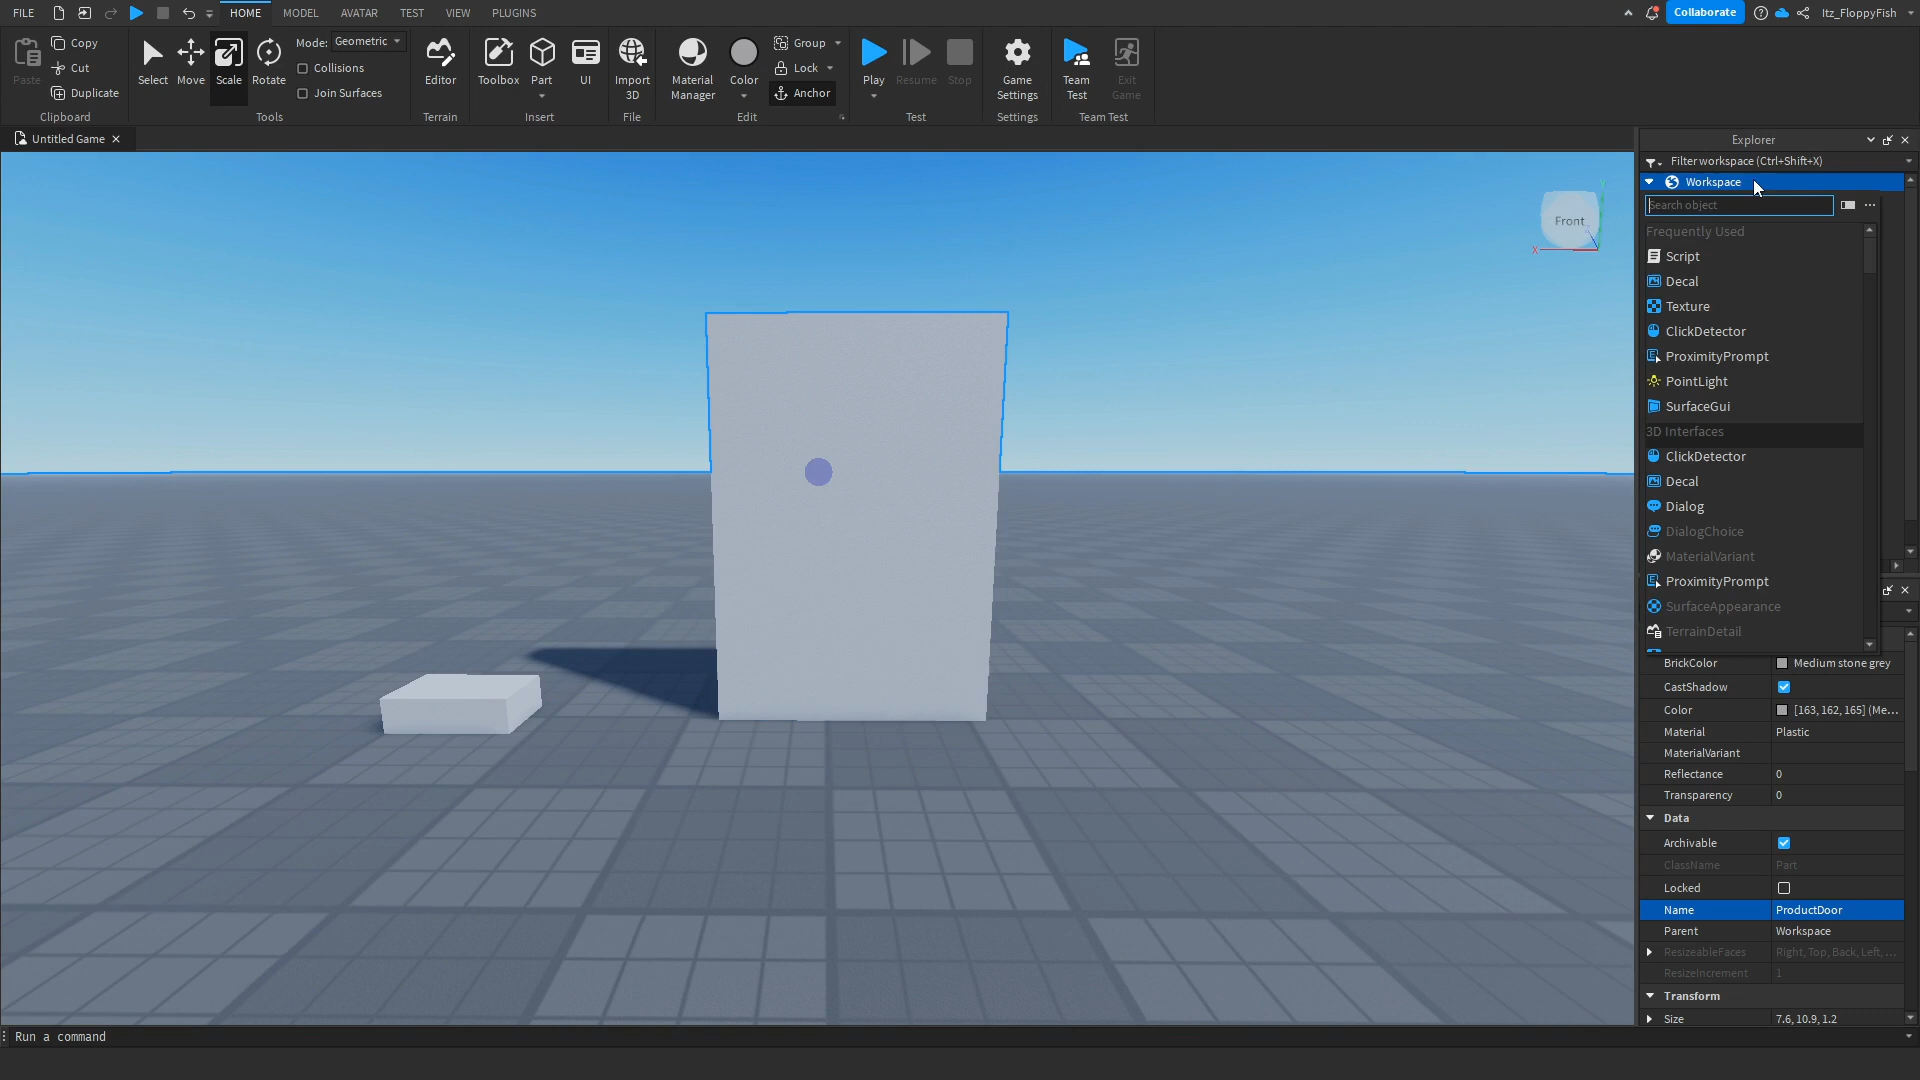 FILE
HOME
MODEL
AVATAR
TEST
VIEW
PLUGINS
Collaborate
Itz_FloppyFish
Paste
Copy
Cut
Duplicate
Clipboard
Select
Move
Scale
Rotate
Mode: Geometric
Collisions
Join Surfaces
Tools
Editor
Terrain
Toolbox
Part
UI
Insert
Import
3D
File
Material
Manager
Color
Group
Lock
Anchor
Edit
Play
Resume
Stop
Test
Game
Settings
Settings
Team
Test
Exit
Game
Team Test
Untitled Game
Explorer
Filter workspace (Ctrl+Shift+X)
Workspace
Search object
Frequently Used
Script
Decal
Texture
ClickDetector
ProximityPrompt
PointLight
SurfaceGui
3D Interfaces
ClickDetector
Decal
Dialog
DialogChoice
MaterialVariant
ProximityPrompt
SurfaceAppearance
TerrainDetail
Front
X
Y
BrickColor Medium stone grey
CastShadow
Color [163, 162, 165] (Me...
Material Plastic
MaterialVariant
Reflectance 0
Transparency 0
Data
Archivable
ClassName Part
Locked
Name ProductDoor
Parent Workspace
ResizeableFaces Right, Top, Back, Left, ...
ResizeIncrement 1
Transform
Size 7.6, 10.9, 1.2
Run a command